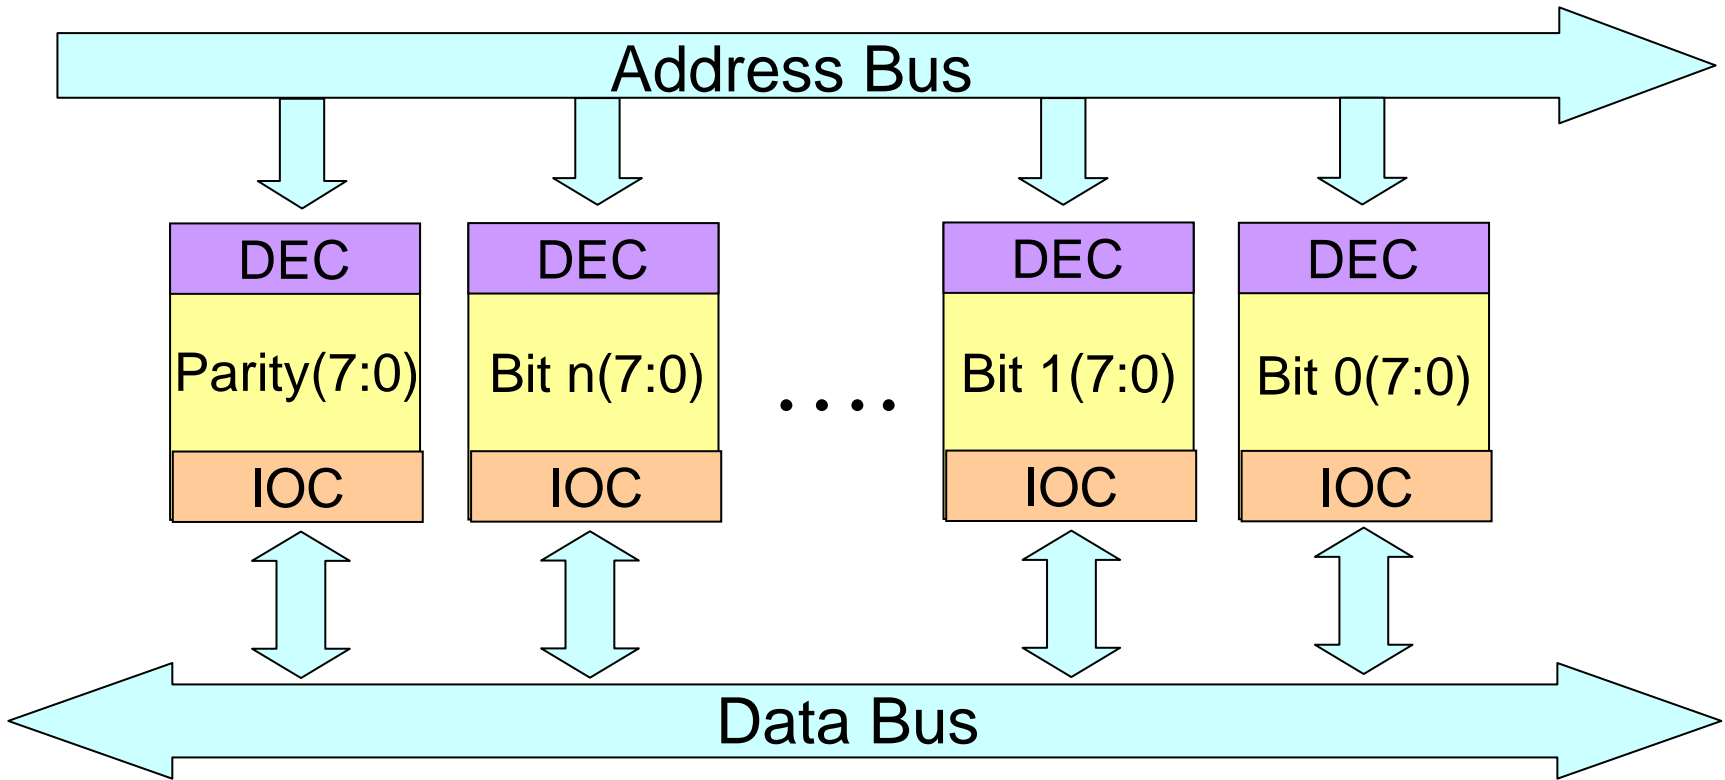 Address Bus
DEC DEC DEC DEC
Parity(7:0) Bit n(7:0) .... Bit 1(7:0) Bit 0(7:0)
IOC IOC IOC IOC
Data Bus